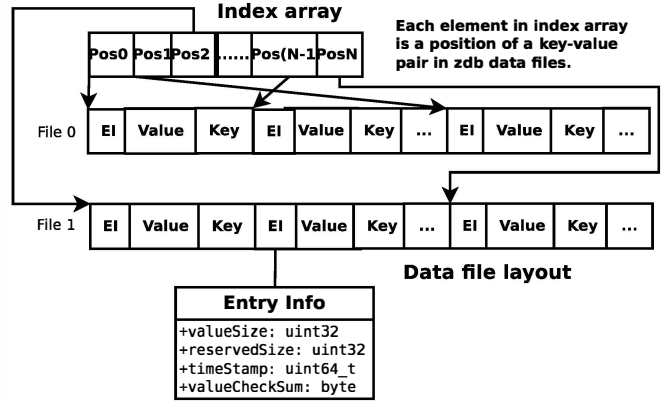 Index array
Each element in index array
is a position of a key-value
pair in zdb data files.
Pos0 Pos1 Pos2 ...... Pos(N-1 PosN
File 0 EI Value Key EI Value Key ... EI Value Key ...
File 1 EI Value Key EI Value Key ... EI Value Key ...
Data file layout
Entry Info
+valueSize: uint32
+reservedSize: uint32
+timeStamp: uint64_t
+valueCheckSum: byte